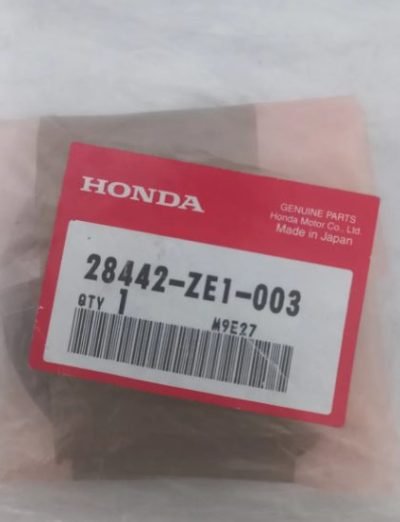 HONDA
GENUINE PARTS
Honda Motor Co., Ltd.
Made in Japan
28442-ZE1-003
QTY 1
M9E27